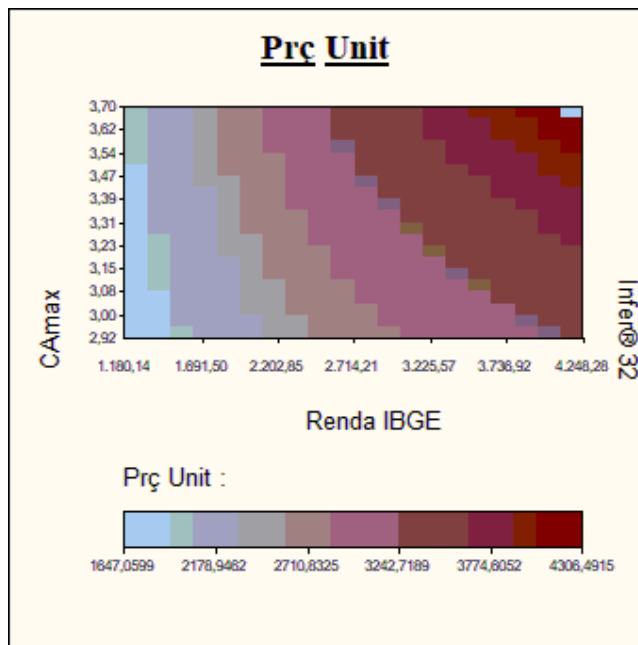 Prç Unit
3,70
3,62
3,54
3,47
3,39
3,31
3,23
3,15
3,08
3,00
2,92
CAmax
Infer® 32
1.180,14 1.691,50 2.202,85 2.714,21 3.225,57 3.736,92 4.248,28
Renda IBGE
Prç Unit :
1647,0599 2178,9462 2710,8325 3242,7189 3774,6052 4306,4915